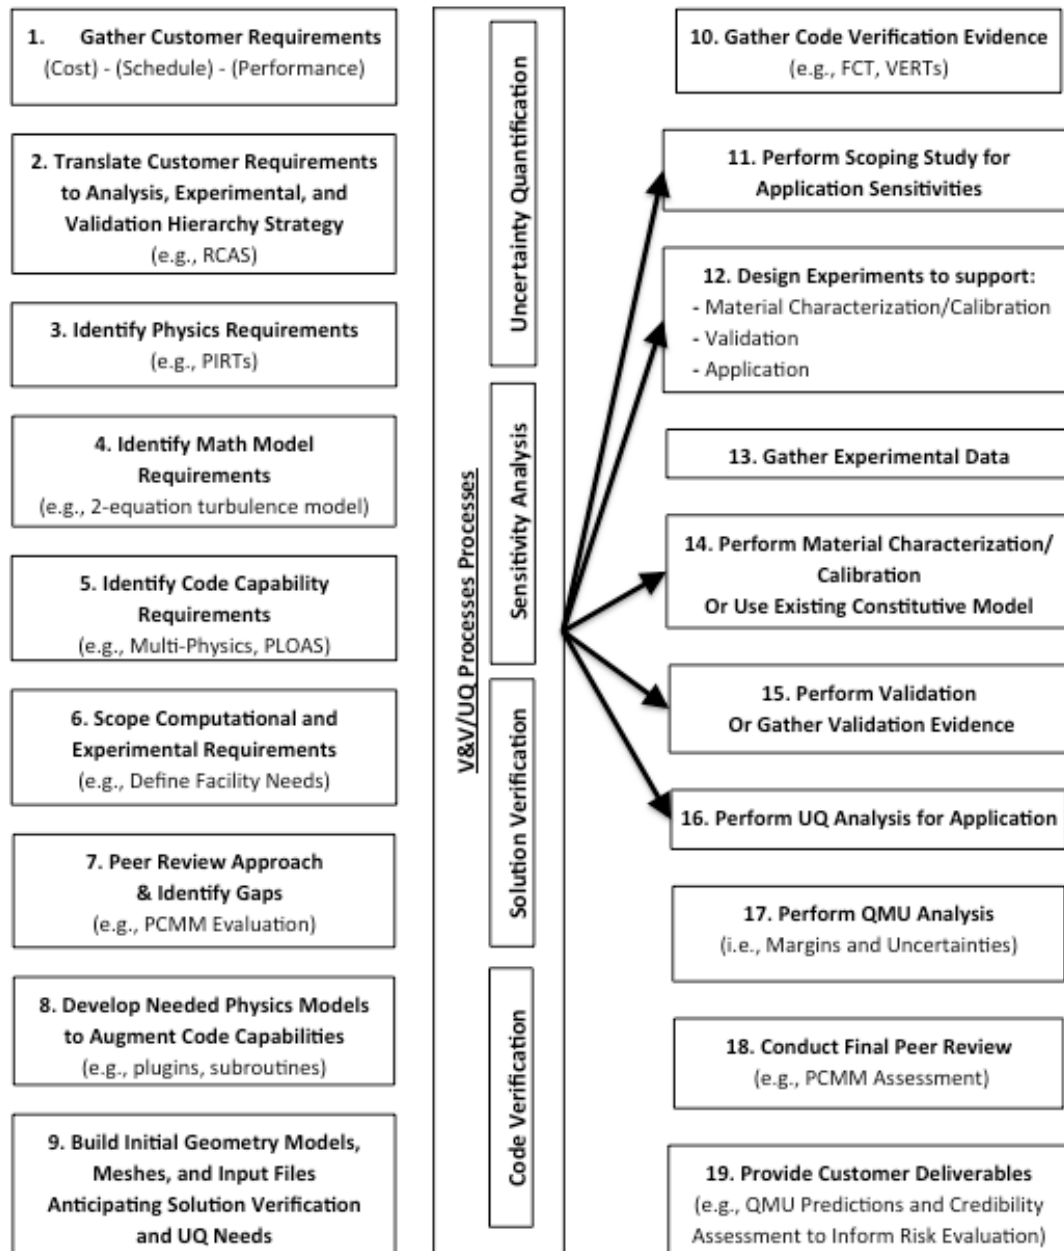 1. Gather Customer Requirements
(Cost) - (Schedule) - (Performance)
2. Translate Customer Requirements
to Analysis, Experimental, and
Validation Hierarchy Strategy
(e.g., RCAS)
3. Identify Physics Requirements
(e.g., PIRTs)
4. Identify Math Model
Requirements
(e.g., 2-equation turbulence model)
5. Identify Code Capability
Requirements
(e.g., Multi-Physics, PLOAS)
6. Scope Computational and
Experimental Requirements
(e.g., Define Facility Needs)
7. Peer Review Approach
& Identify Gaps
(e.g., PCMM Evaluation)
8. Develop Needed Physics Models
to Augment Code Capabilities
(e.g., plugins, subroutines)
9. Build Initial Geometry Models,
Meshes, and Input Files
Anticipating Solution Verification
and UQ Needs
V&V/UQ Processes Processes
Uncertainty Quantification
Sensitivity Analysis
Solution Verification
Code Verification
10. Gather Code Verification Evidence
(e.g., FCT, VERTs)
11. Perform Scoping Study for
Application Sensitivities
12. Design Experiments to support:
- Material Characterization/Calibration
- Validation
- Application
13. Gather Experimental Data
14. Perform Material Characterization/
Calibration
Or Use Existing Constitutive Model
15. Perform Validation
Or Gather Validation Evidence
16. Perform UQ Analysis for Application
17. Perform QMU Analysis
(i.e., Margins and Uncertainties)
18. Conduct Final Peer Review
(e.g., PCMM Assessment)
19. Provide Customer Deliverables
(e.g., QMU Predictions and Credibility
Assessment to Inform Risk Evaluation)